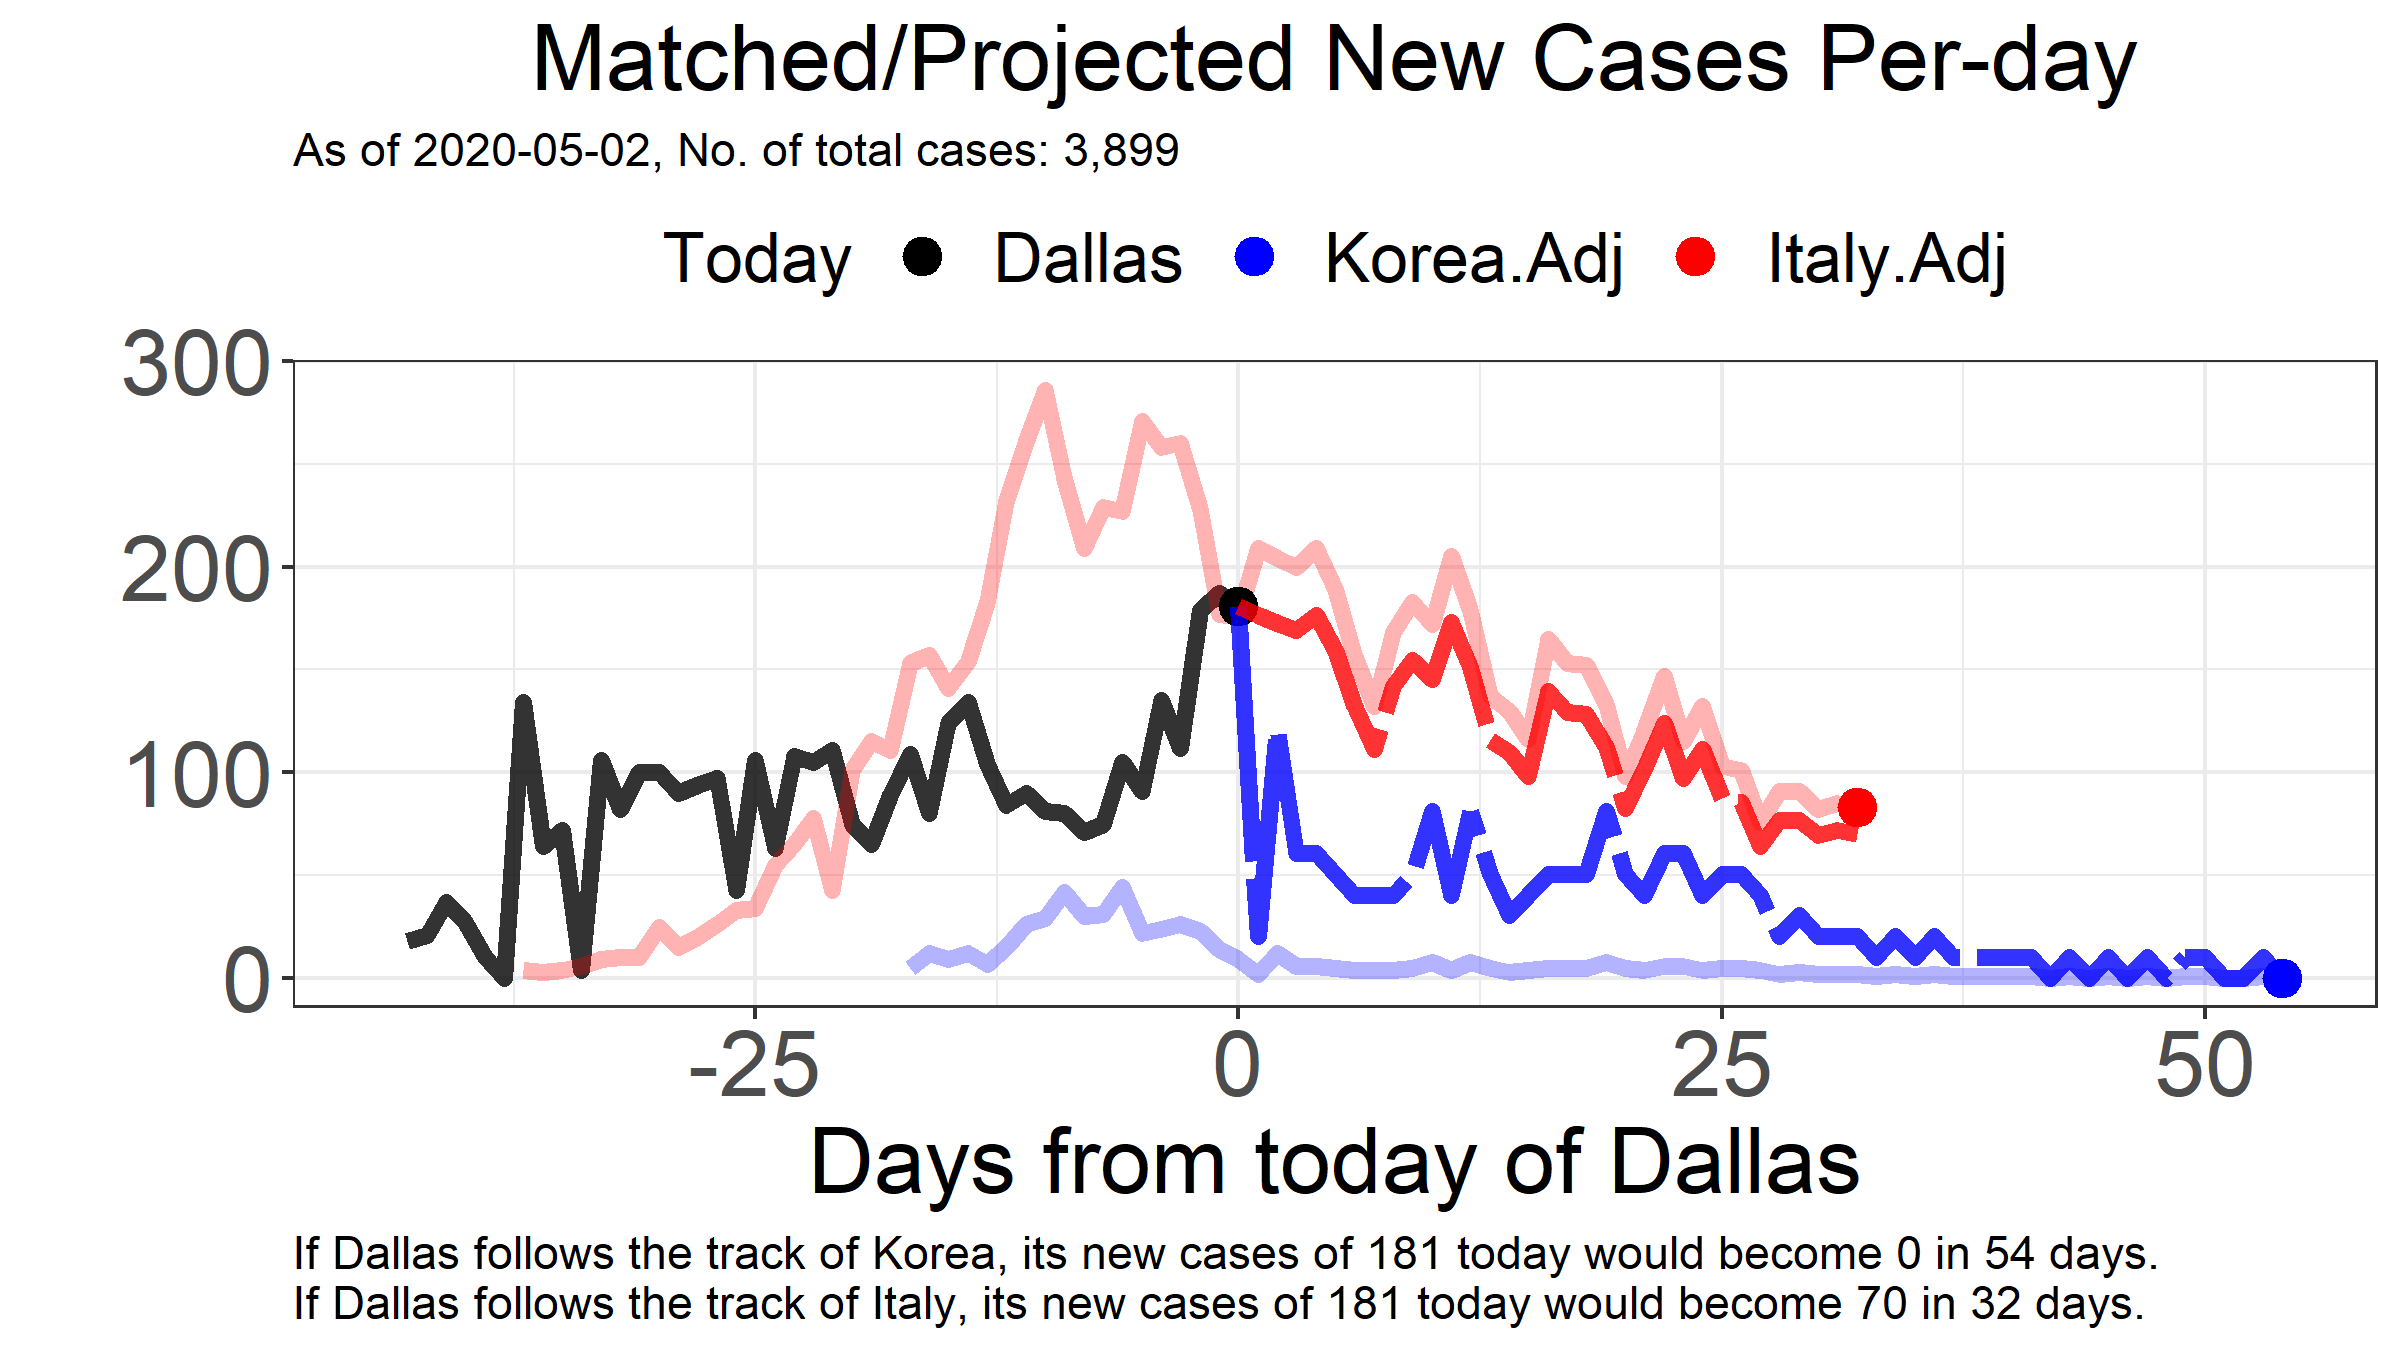 Matched/Projected New Cases Per-day
As of 2020-05-02, No. of total cases: 3,899
Today Dallas Korea.Adj Italy.Adj
300
200
100
0
-25 0 25 50
Days from today of Dallas
If Dallas follows the track of Korea, its new cases of 181 today would become 0 in 54 days.
If Dallas follows the track of Italy, its new cases of 181 today would become 70 in 32 days.